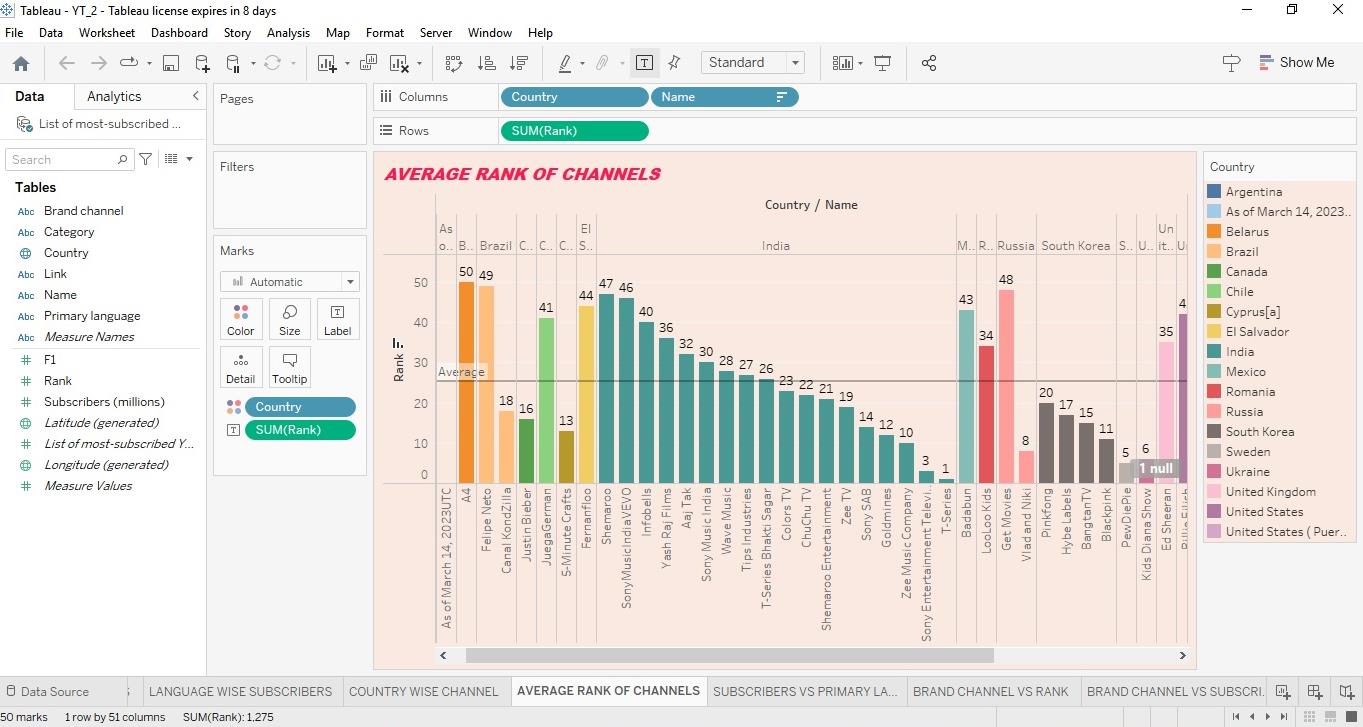 Tableau - YT_2 - Tableau license expires in 8 days
File Data Worksheet Dashboard Story Analysis Map Format Server Window Help
Standard
Show Me
Data Analytics
List of most-subscribed ...
Search
Tables
Abc Brand channel
Abc Category
Country
Abc Link
Abc Name
Abc Primary language
Abc Measure Names
# F1
# Rank
# Subscribers (millions)
Latitude (generated)
# List of most-subscribed Y...
Longitude (generated)
# Measure Values
Pages
Filters
Marks
Automatic
Color Size Label
Detail Tooltip
Country
SUM(Rank)
Columns Country Name
Rows SUM(Rank)
AVERAGE RANK OF CHANNELS
Country / Name
As o.. B.. Brazil C.. C.. C.. El S.. India M.. R.. Russia South Korea S.. U.. Un it..
Rank
50
40
30
20
10
0
Average
50 49 18 16 41 13 44 47 46 40 36 32 30 28 27 26 23 22 21 19 14 12 10 3 1 43 34 48 8 20 17 15 11 5 6 35
1 null
As of March 14, 2023UTC
A4
Felipe Neto
Canal KondZilla
Justin Bieber
JuegaGerman
5-Minute Crafts
Fernanfloo
Shemaroo
SonyMusicIndiaVEVO
Infobells
Yash Raj Films
Aaj Tak
Sony Music India
Wave Music
Tips Industries
T-Series Bhakti Sagar
Colors TV
ChuChu TV
Shemaroo Entertainment
Zee TV
Sony SAB
Goldmines
Zee Music Company
Sony Entertainment Televi..
T-Series
Badabun
LooLoo Kids
Get Movies
Vlad and Niki
Pinkfong
Hybe Labels
BangtanTV
Blackpink
PewDiePie
Kids Diana Show
Ed Sheeran
Country
Argentina
As of March 14, 2023..
Belarus
Brazil
Canada
Chile
Cyprus[a]
El Salvador
India
Mexico
Romania
Russia
South Korea
Sweden
Ukraine
United Kingdom
United States
United States ( Puer..
Data Source LANGUAGE WISE SUBSCRIBERS COUNTRY WISE CHANNEL AVERAGE RANK OF CHANNELS SUBSCRIBERS VS PRIMARY LA... BRAND CHANNEL VS RANK BRAND CHANNEL VS SUBSCRI.
50 marks 1 row by 51 columns SUM(Rank): 1,275